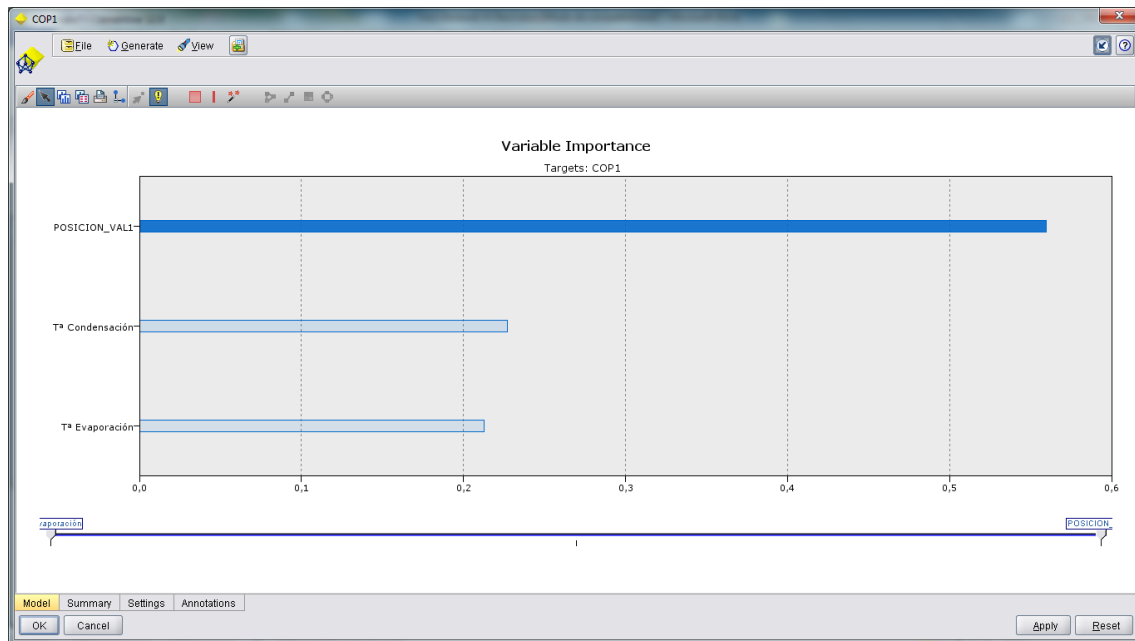 COP1
File Generate View
Variable Importance
Targets: COP1
POSICION_VAL1
Tª Condensación
Tª Evaporación
0,0 0,1 0,2 0,3 0,4 0,5 0,6
vaporación POSICION_
Model Summary Settings Annotations
OK Cancel Apply Reset